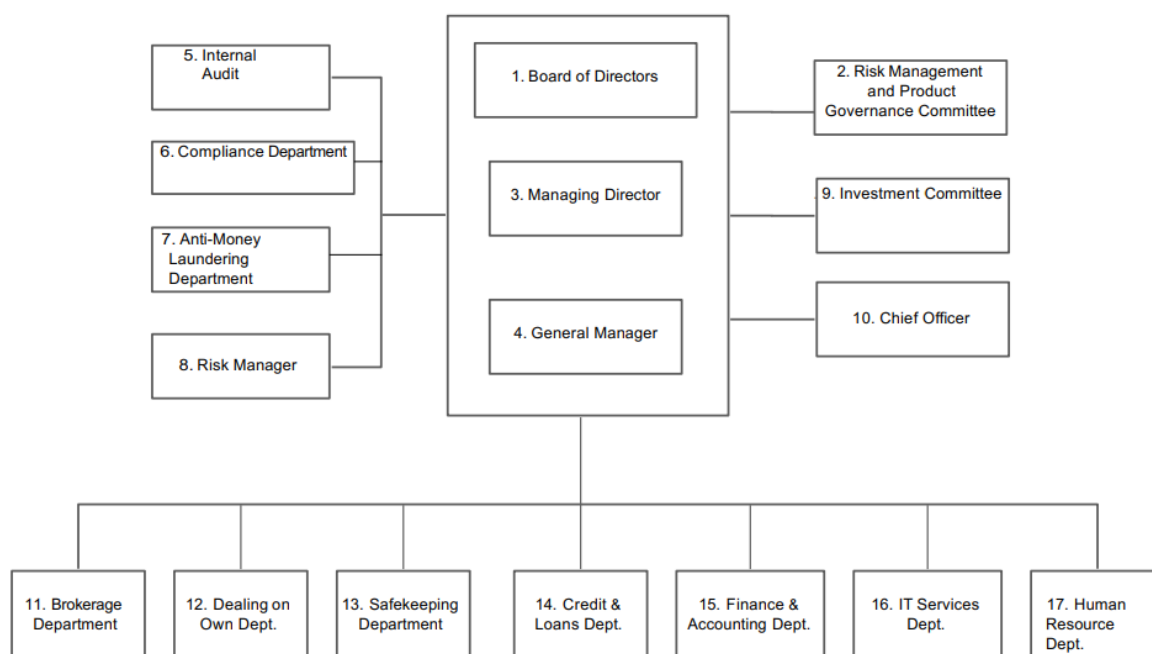 5. Internal
Audit
1. Board of Directors
2. Risk Management
and Product
Governance Committee
6. Compliance Department
3. Managing Director
9. Investment Committee
7. Anti-Money
Laundering
Department
4. General Manager
10. Chief Officer
8. Risk Manager
11. Brokerage
Department
12. Dealing on
Own Dept.
13. Safekeeping
Department
14. Credit &
Loans Dept.
15. Finance &
Accounting Dept.
16. IT Services
Dept.
17. Human
Resource
Dept.